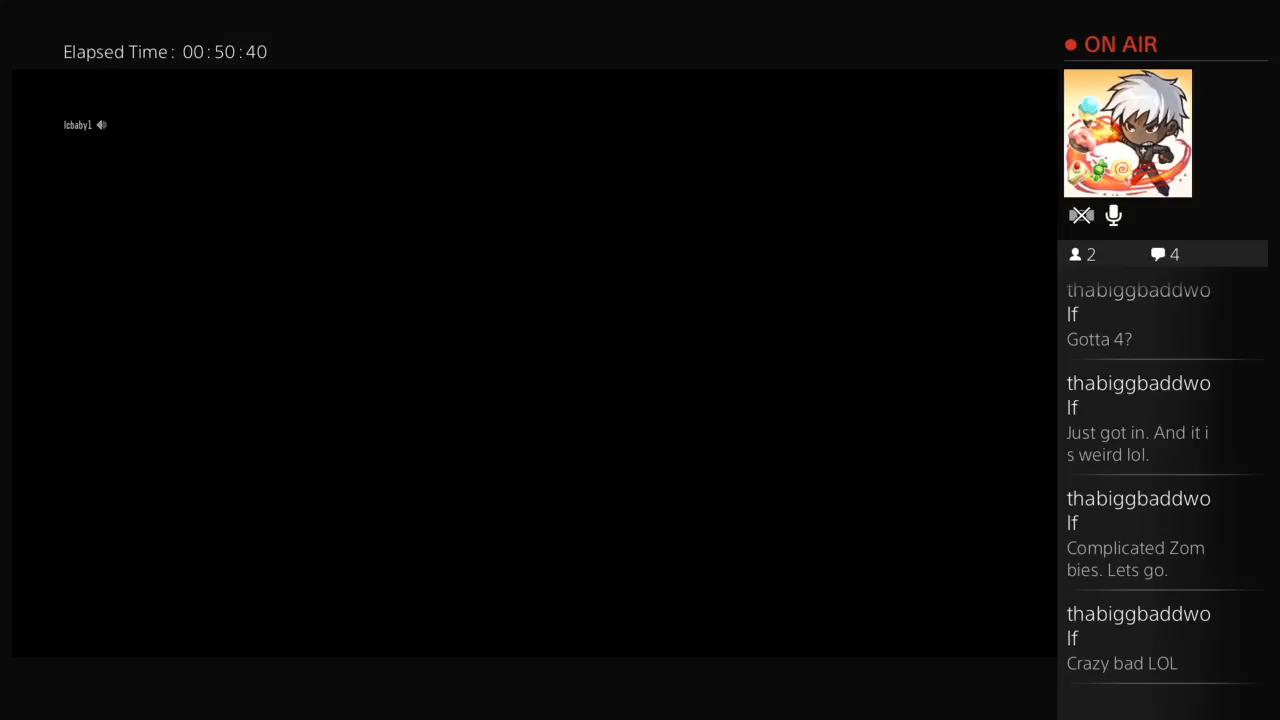 Elapsed Time: 00:50:40
ON AIR
lcbaby1
2
4
thabiggbaddwo
lf
Gotta 4?
thabiggbaddwo
lf
Just got in. And it i
s weird lol.
thabiggbaddwo
lf
Complicated Zom
bies. Lets go.
thabiggbaddwo
lf
Crazy bad LOL